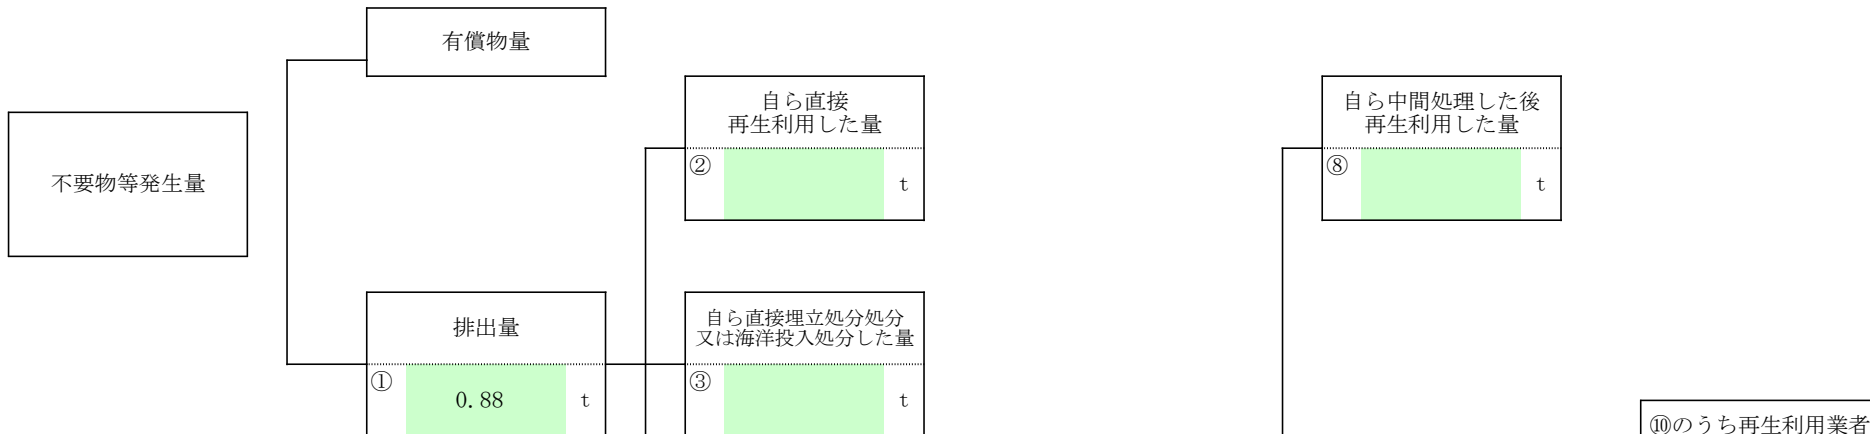 有償物量
自ら直接
再生利用した量
自ら中間処理した後
再生利用した量
不要物等発生量
②
t
⑧
t
排出量
自ら直接埋立処分処分
又は海洋投入処分した量
①
0.88
t
③
t
⑩のうち再生利用業者